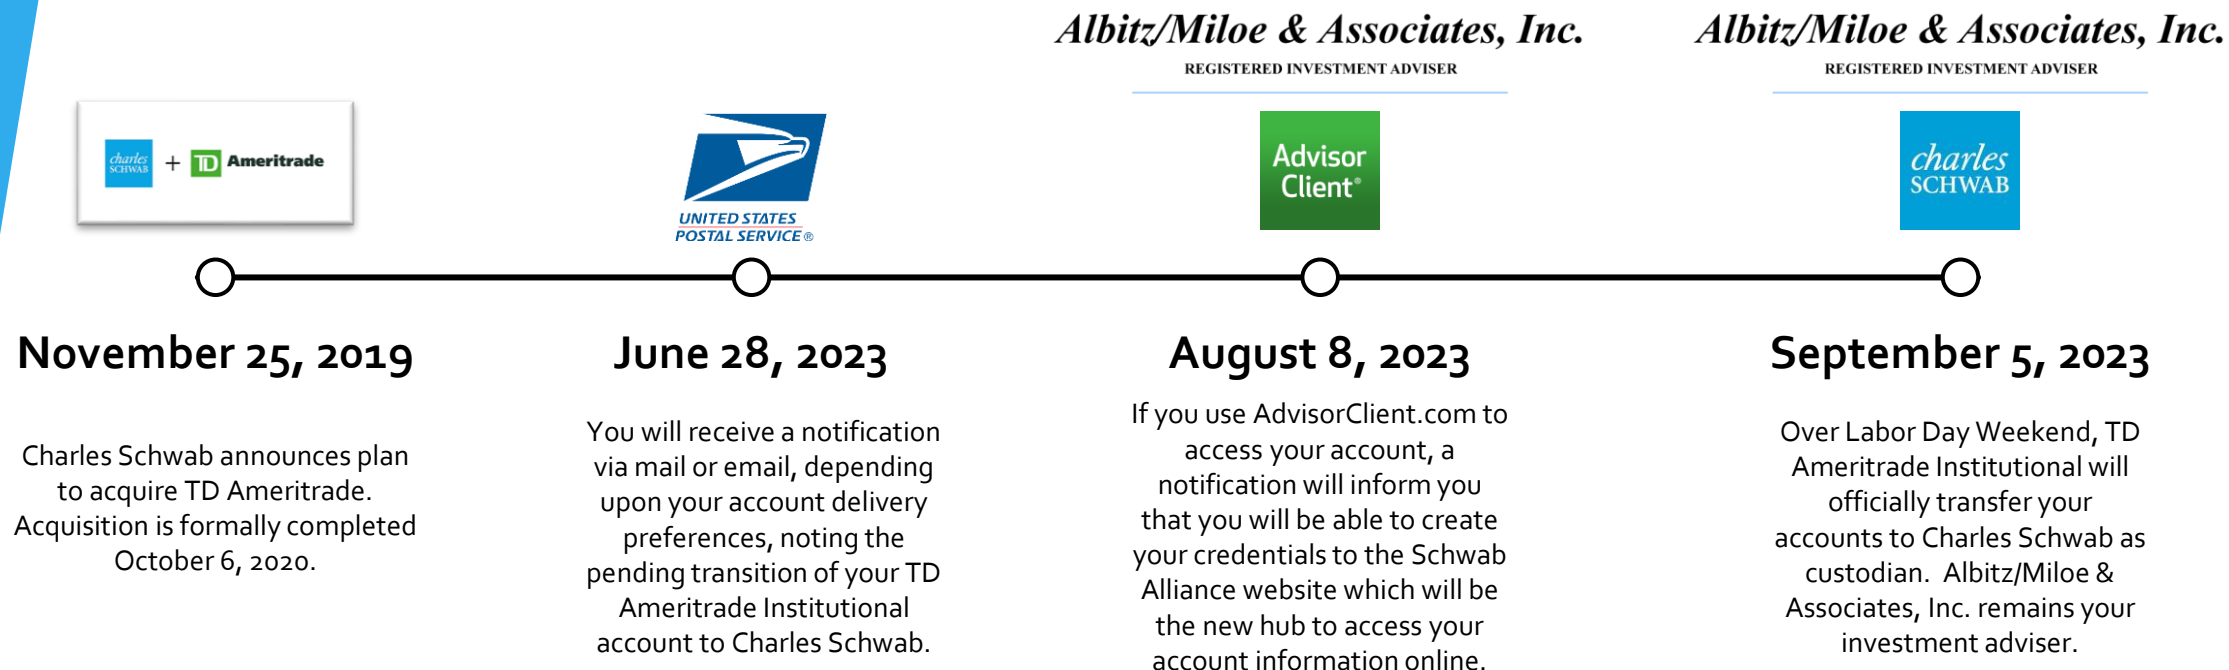 Albitz/Miloe & Associates, Inc.
REGISTERED INVESTMENT ADVISER
Albitz/Miloe & Associates, Inc.
REGISTERED INVESTMENT ADVISER
charles
SCHWAB
+
TD Ameritrade
UNITED STATES
POSTAL SERVICE ®
Advisor
Client®
charles
SCHWAB
November 25, 2019
Charles Schwab announces plan
to acquire TD Ameritrade.
Acquisition is formally completed
October 6, 2020.
June 28, 2023
You will receive a notification
via mail or email, depending
upon your account delivery
preferences, noting the
pending transition of your TD
Ameritrade Institutional
account to Charles Schwab.
August 8, 2023
If you use AdvisorClient.com to
access your account, a
notification will inform you
that you will be able to create
your credentials to the Schwab
Alliance website which will be
the new hub to access your
account information online.
September 5, 2023
Over Labor Day Weekend, TD
Ameritrade Institutional will
officially transfer your
accounts to Charles Schwab as
custodian.  Albitz/Miloe &
Associates, Inc. remains your
investment adviser.